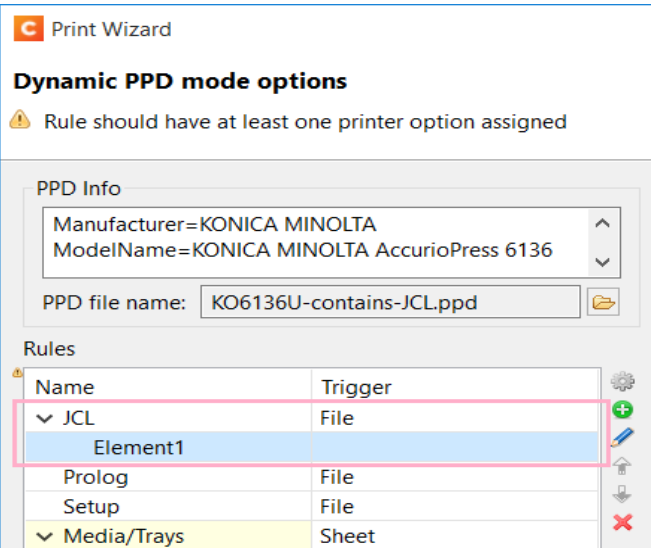 C Print Wizard
Dynamic PPD mode options
Rule should have at least one printer option assigned
PPD Info
Manufacturer=KONICA MINOLTA
ModelName=KONICA MINOLTA AccurioPress 6136
PPD file name: KO6136U-contains-JCL.ppd
Rules
Name Trigger
JCL File
Element1
Prolog File
Setup File
Media/Trays Sheet